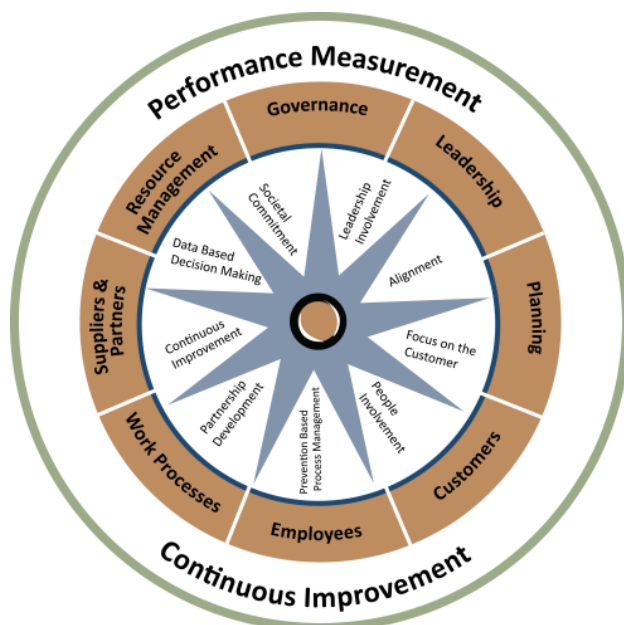 Performance Measurement
Governance
Leadership
Planning
Customers
Employees
Work Processes
Suppliers &
Partners
Resource
Management
Leadership
Involvement
Alignment
Focus on the
Customer
People
Involvement
Prevention Based
Process Management
Partnership
Development
Continuous
Improvement
Data Based
Decision Making
Societal
Commitment
Continuous Improvement